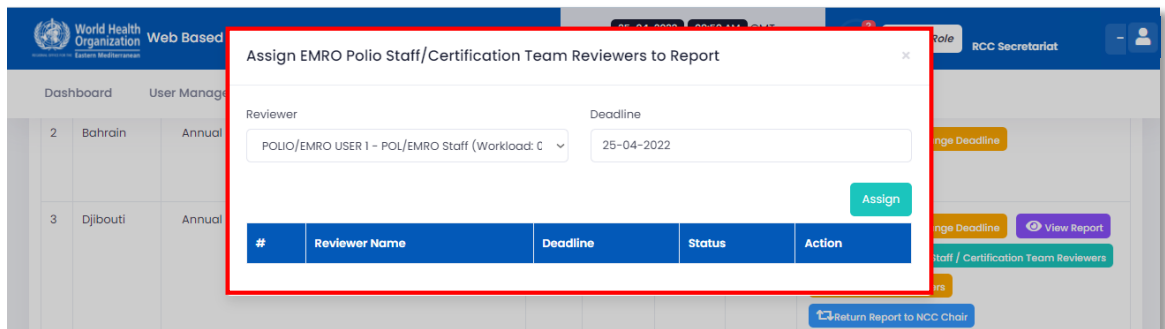 World Health
Organization
Eastern Mediterranean
Web Based
2
Role
RCC Secretariat
Dashboard User Manage
Assign EMRO Polio Staff/Certification Team Reviewers to Report
×
Reviewer Deadline
POLIO/EMRO USER 1 - POL/EMRO Staff (Workload: 0 25-04-2022
Assign
# Reviewer Name Deadline Status Action
2 Bahrain Annual nge Deadline
3 Djibouti Annual nge Deadline View Report
Staff / Certification Team Reviewers
ers
Return Report to NCC Chair